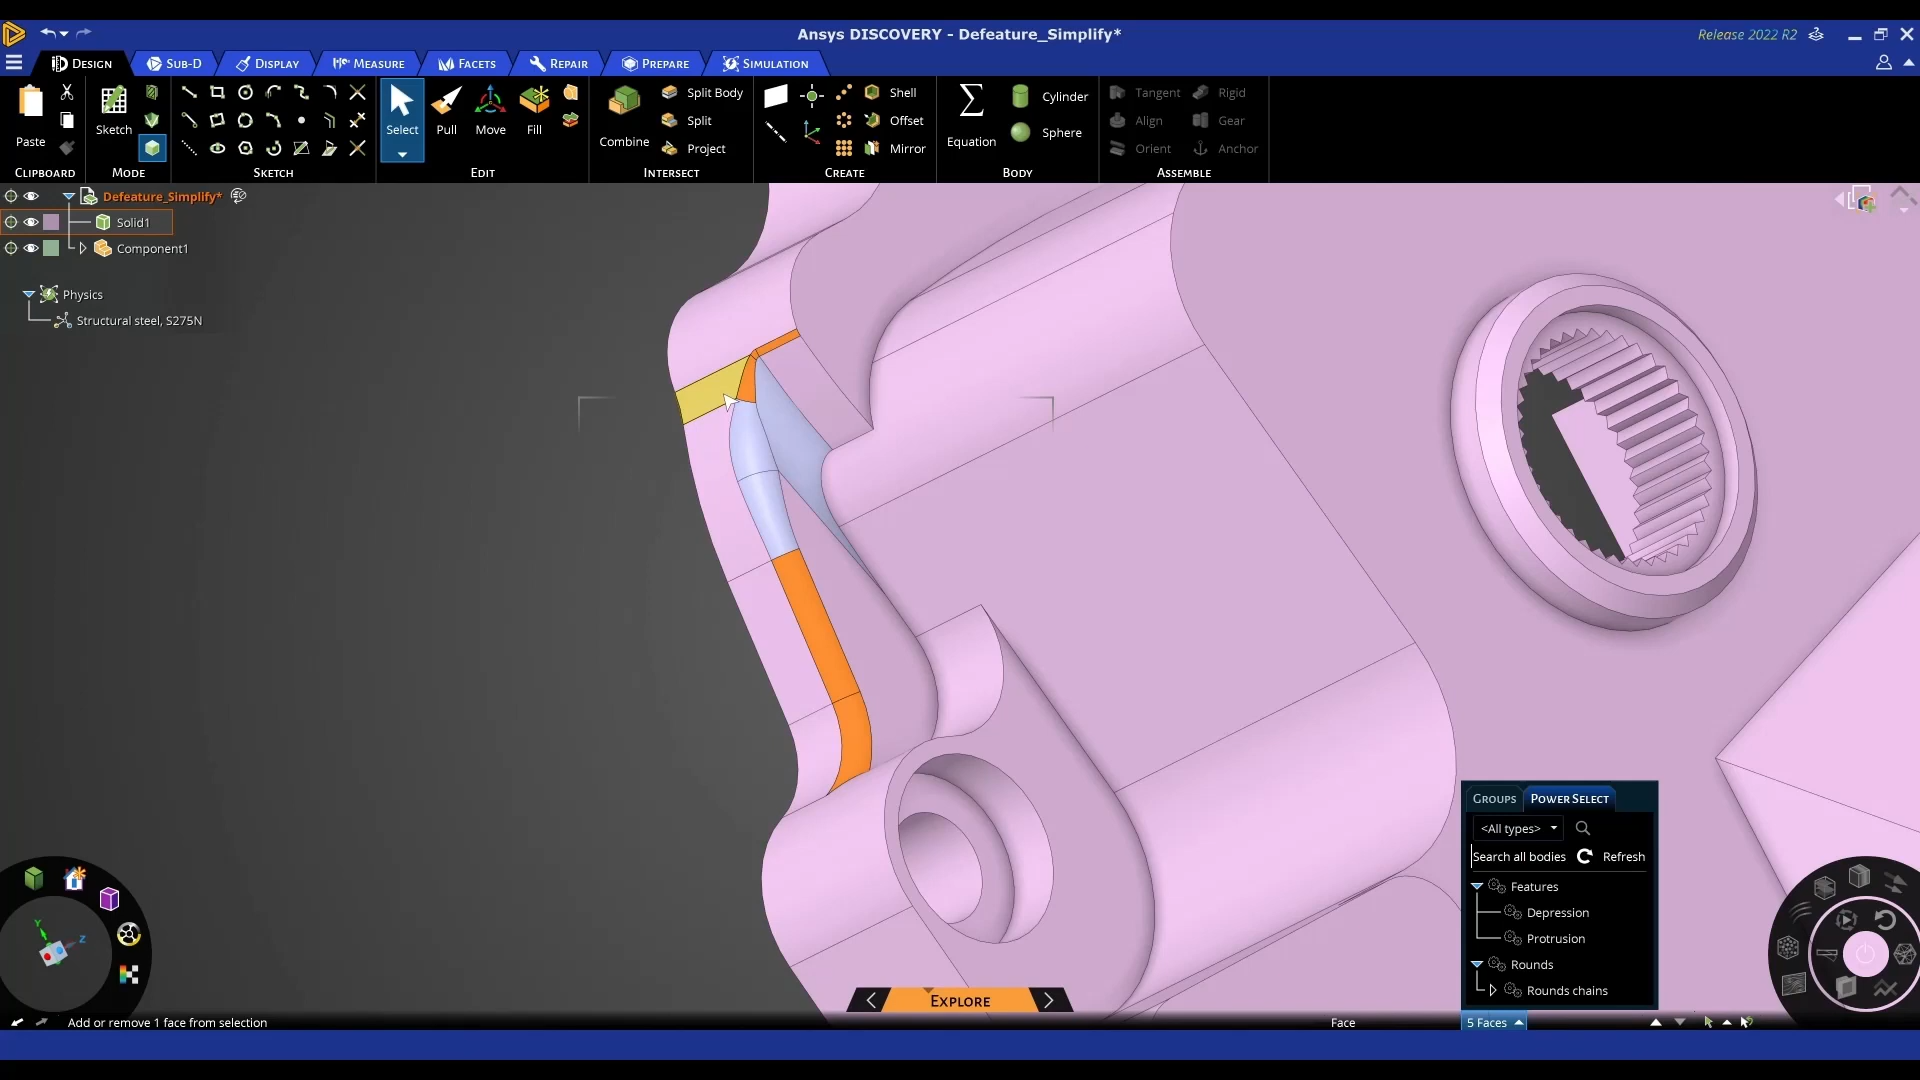 Ansys DISCOVERY - Defeature_Simplify*
Release 2022 R2
Design
Sub-D
Display
Measure
Facets
Repair
Prepare
Simulation
Paste
Sketch
Select
Pull
Move
Fill
Combine
Split Body
Split
Project
Shell
Offset
Mirror
Equation
Cylinder
Sphere
Tangent
Rigid
Align
Gear
Orient
Anchor
Clipboard
Mode
Sketch
Edit
Intersect
Create
Body
Assemble
Defeature_Simplify*
Solid1
Component1
Physics
Structural steel, S275N
Groups
Power Select
<All types>
Search all bodies
Refresh
Features
Depression
Protrusion
Rounds
Rounds chains
Y
Z
Explore
Add or remove 1 face from selection
Face
5 Faces